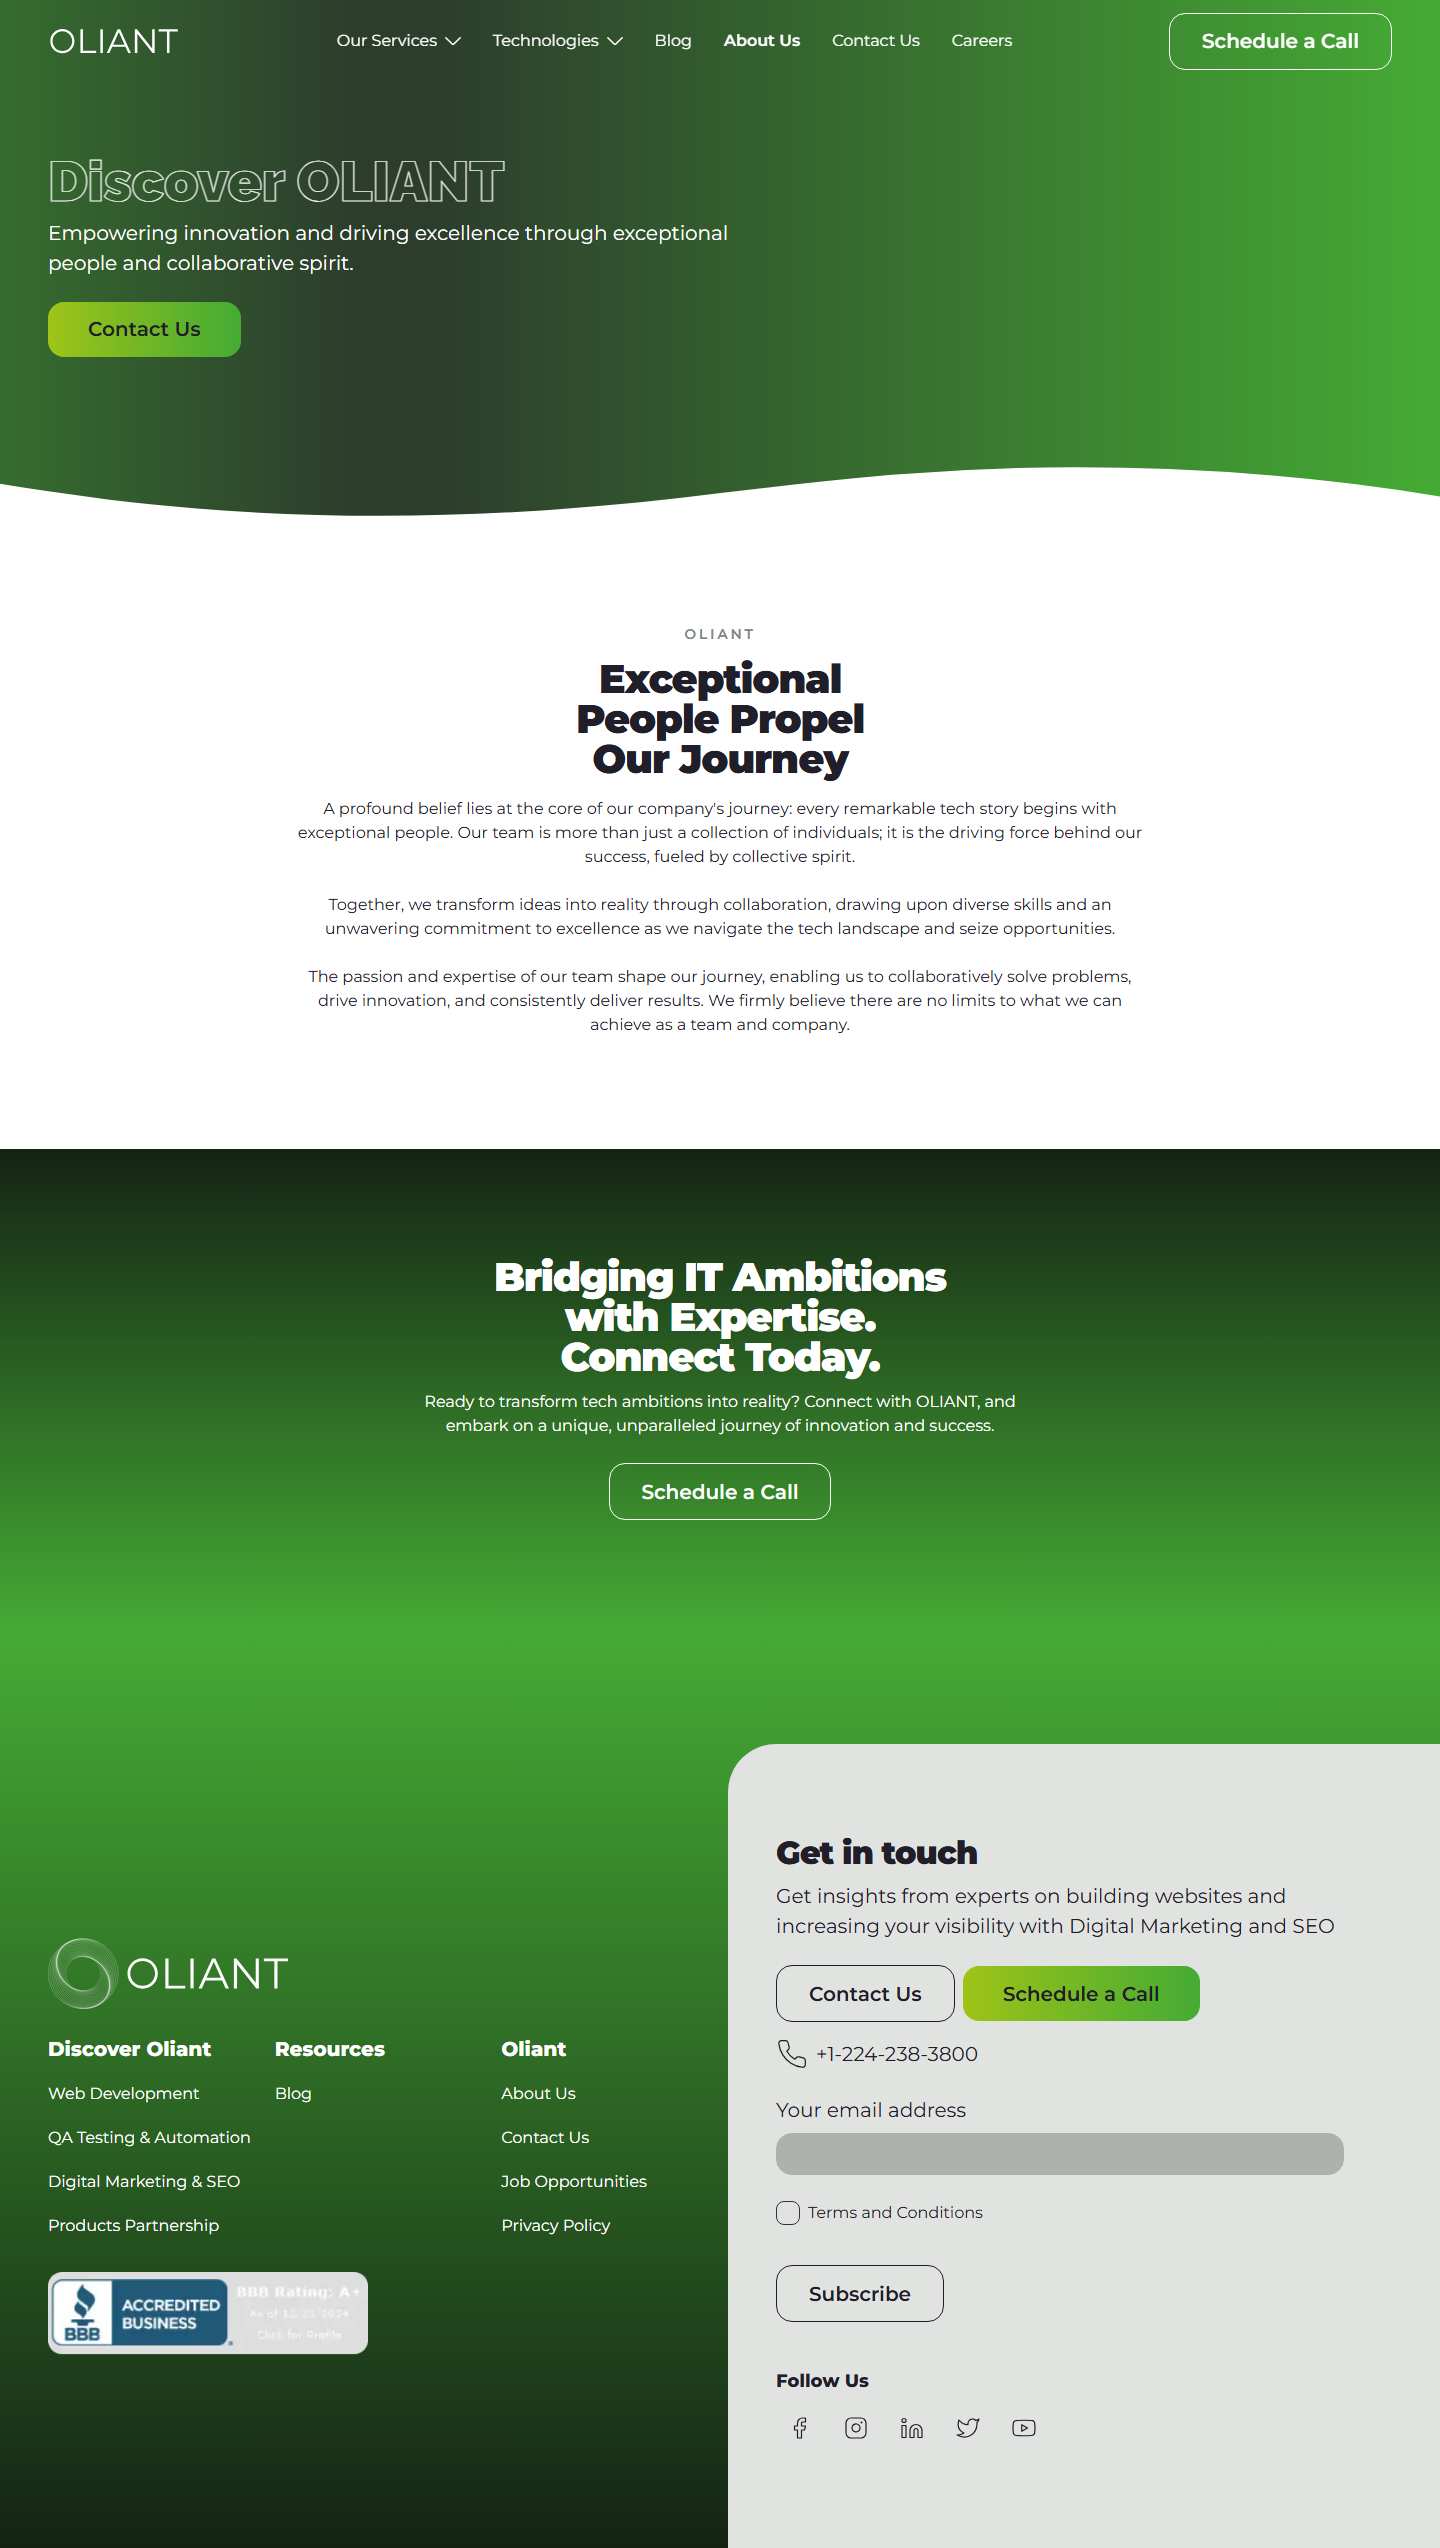 OLIANT
Our Services
Technologies
Blog
About Us
Contact Us
Careers
Schedule a Call
Discover OLIANT
Empowering innovation and driving excellence through exceptional
people and collaborative spirit.
Contact Us
OLIANT
Exceptional
People Propel
Our Journey
A profound belief lies at the core of our company's journey: every remarkable tech story begins with
exceptional people. Our team is more than just a collection of individuals; it is the driving force behind our
success, fueled by collective spirit.
Together, we transform ideas into reality through collaboration, drawing upon diverse skills and an
unwavering commitment to excellence as we navigate the tech landscape and seize opportunities.
The passion and expertise of our team shape our journey, enabling us to collaboratively solve problems,
drive innovation, and consistently deliver results. We firmly believe there are no limits to what we can
achieve as a team and company.
Bridging IT Ambitions
with Expertise.
Connect Today.
Ready to transform tech ambitions into reality? Connect with OLIANT, and
embark on a unique, unparalleled journey of innovation and success.
Schedule a Call
OLIANT
Discover Oliant
Web Development
QA Testing & Automation
Digital Marketing & SEO
Products Partnership
Resources
Blog
Oliant
About Us
Contact Us
Job Opportunities
Privacy Policy
BBB
ACCREDITED
BUSINESS
BBB Rating: A+
As of
Click for Profile
Get in touch
Get insights from experts on building websites and
increasing your visibility with Digital Marketing and SEO
Contact Us
Schedule a Call
+1-224-238-3800
Your email address
Terms and Conditions
Subscribe
Follow Us